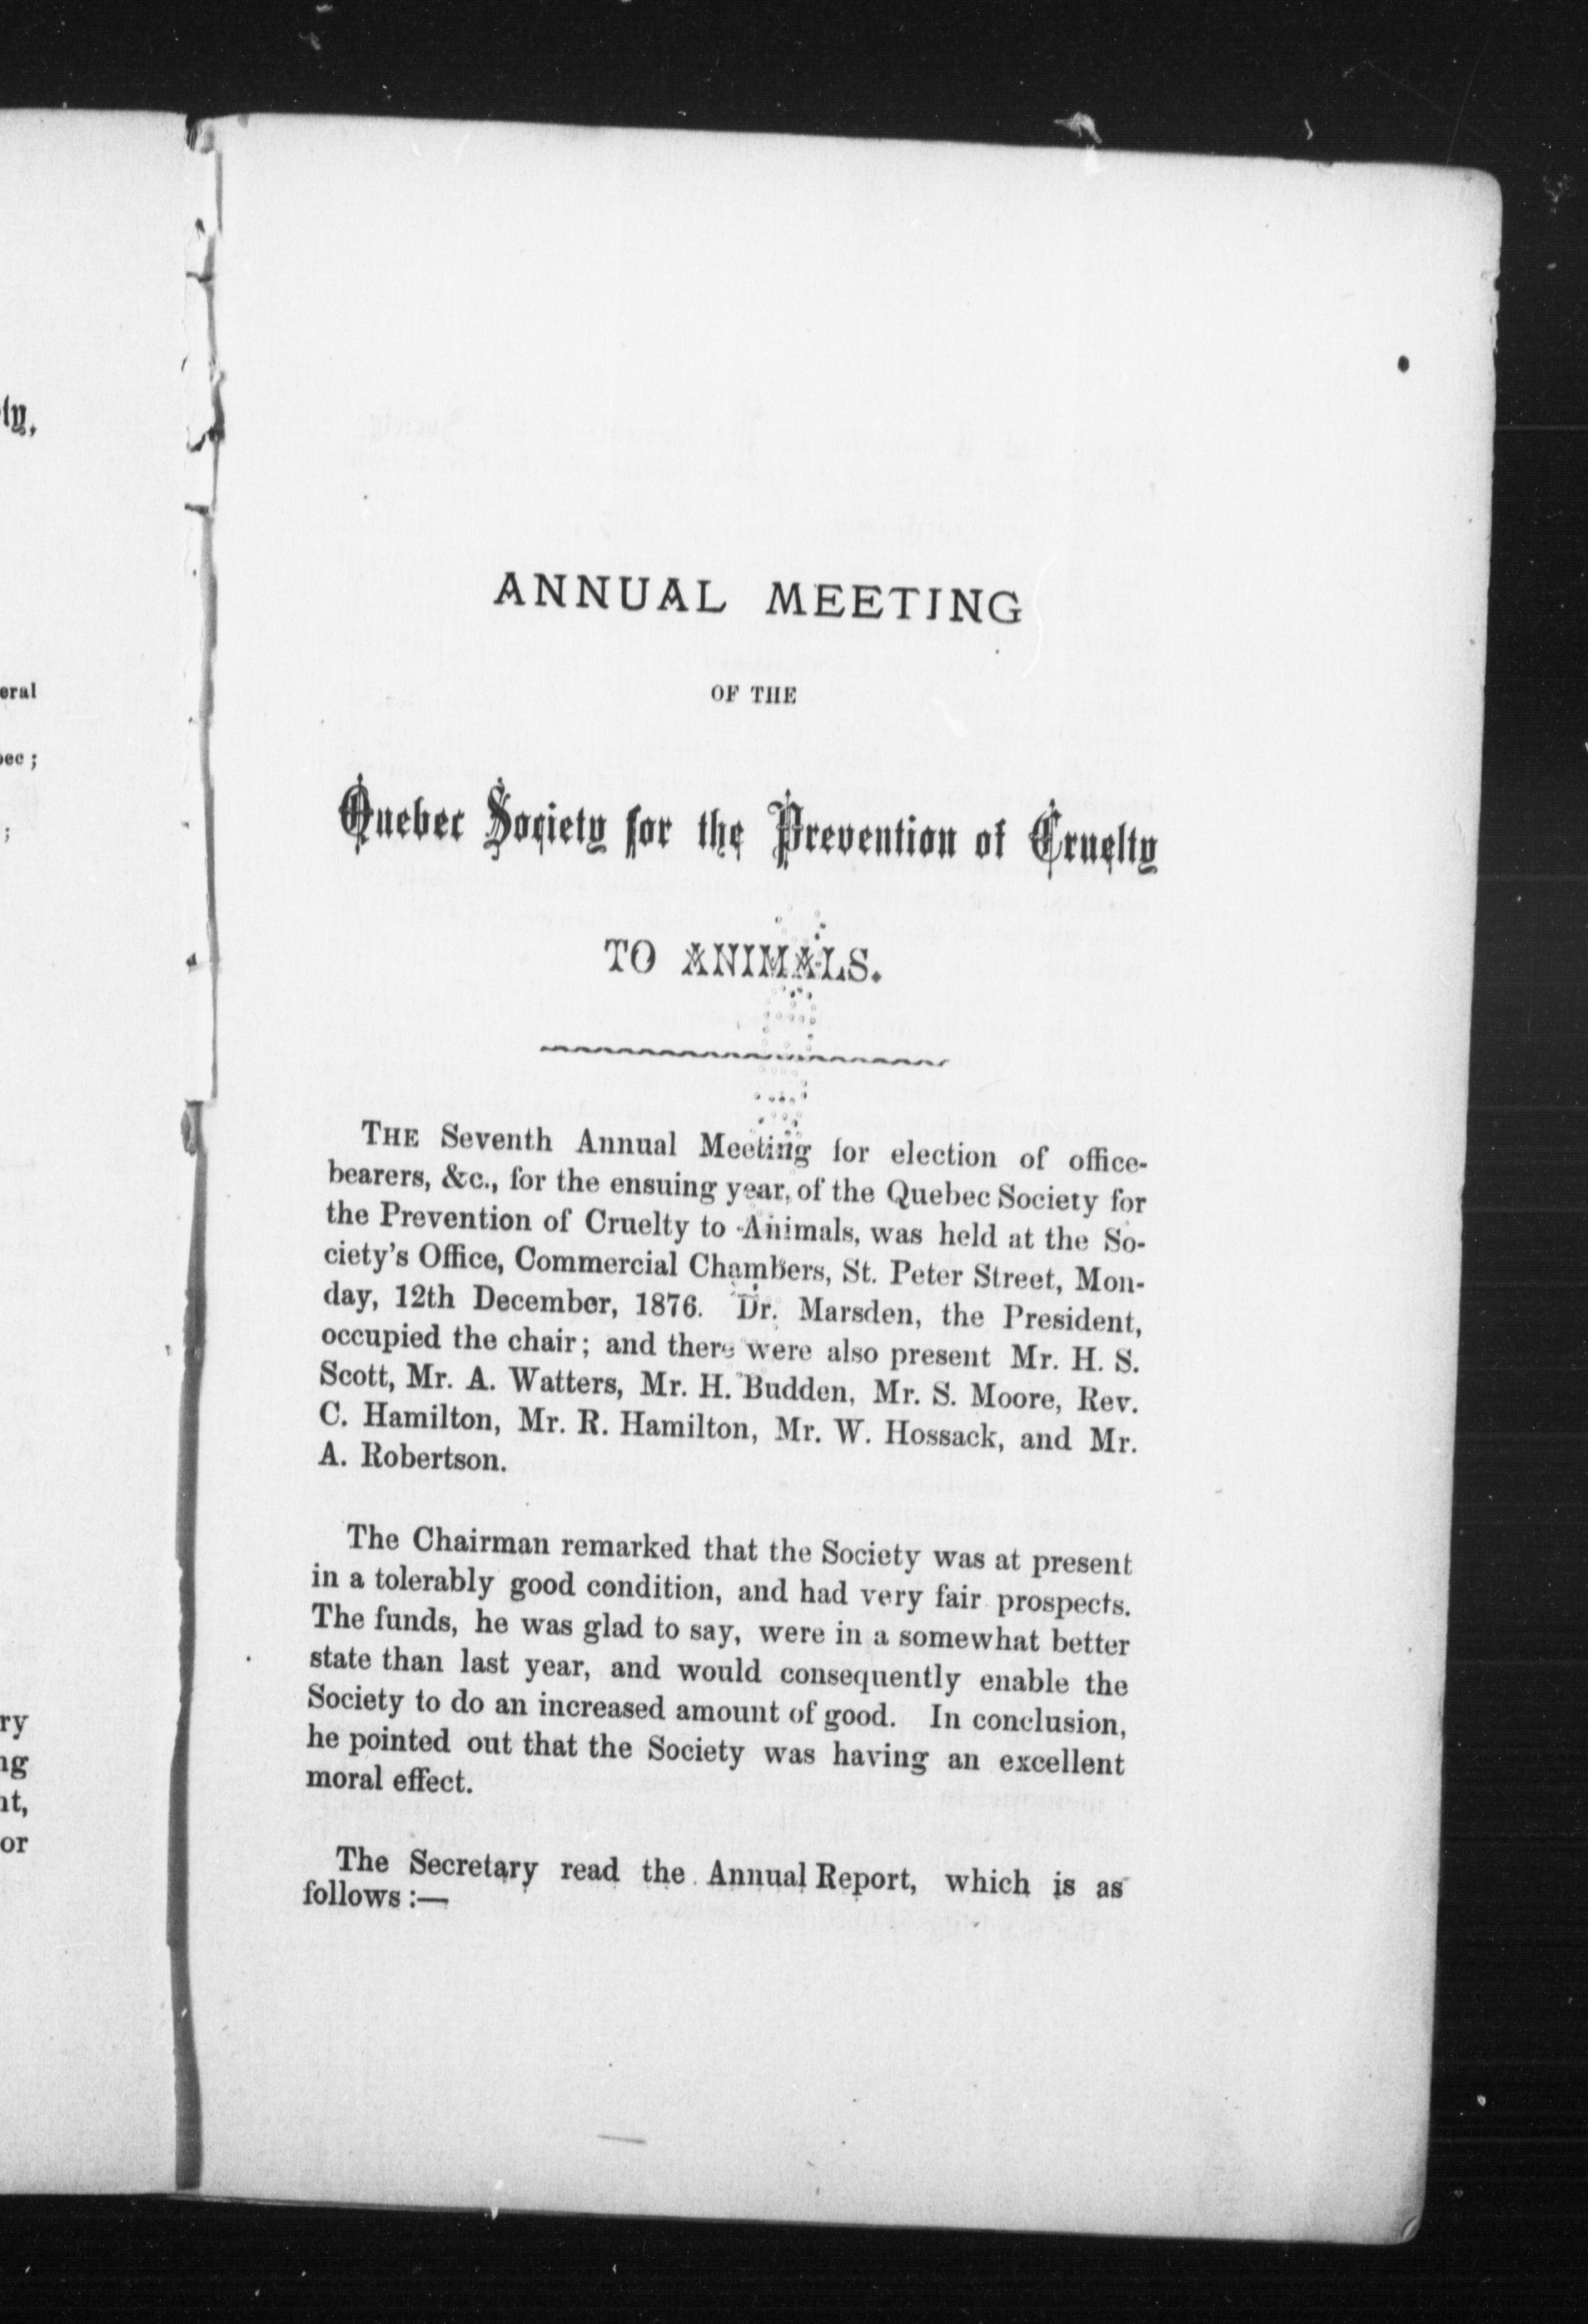 ty,
eral
bec ;
;
ry
ng
nt,
or
ANNUAL MEETING
OF THE
Quebec Society for the Prevention of Cruelty
TO ANIMALS.
THE Seventh Annual Meeting for election of office-
bearers, &c., for the ensuing year, of the Quebec Society for
the Prevention of Cruelty to Animals, was held at the So-
ciety's Office, Commercial Chambers, St. Peter Street, Mon-
day, 12th December, 1876. Dr. Marsden, the President,
occupied the chair; and there were also present Mr. H. S.
Scott, Mr. A. Watters, Mr. H. Budden, Mr. S. Moore, Rev.
C. Hamilton, Mr. R. Hamilton, Mr. W. Hossack, and Mr.
A. Robertson.
The Chairman remarked that the Society was at present
in a tolerably good condition, and had very fair prospects.
The funds, he was glad to say, were in a somewhat better
state than last year, and would consequently enable the
Society to do an increased amount of good. In conclusion,
he pointed out that the Society was having an excellent
moral effect.
The Secretary read the Annual Report, which is as
follows :—